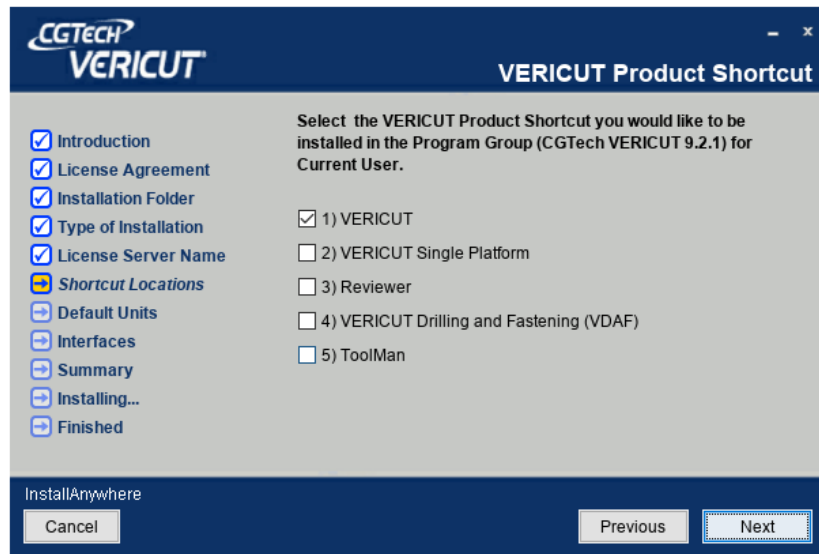 CGTECH
VERICUT
VERICUT Product Shortcut
Introduction
License Agreement
Installation Folder
Type of Installation
License Server Name
Shortcut Locations
Default Units
Interfaces
Summary
Installing...
Finished
Select the VERICUT Product Shortcut you would like to be
installed in the Program Group (CGTech VERICUT 9.2.1) for
Current User.
1) VERICUT
2) VERICUT Single Platform
3) Reviewer
4) VERICUT Drilling and Fastening (VDAF)
5) ToolMan
InstallAnywhere
Cancel
Previous
Next